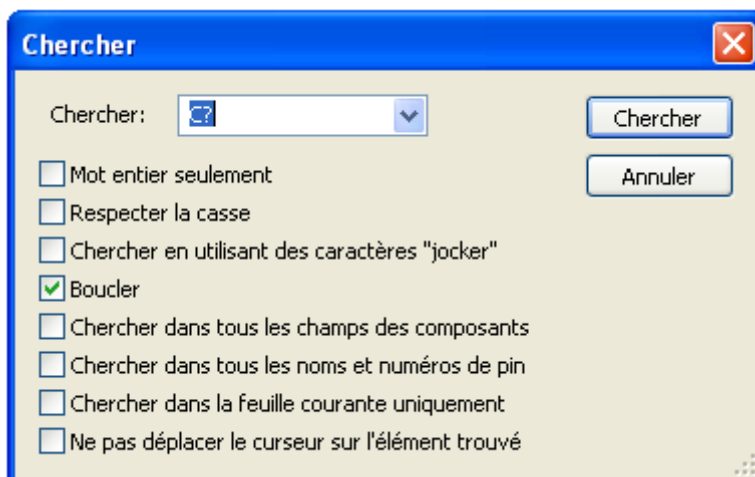 Chercher
Chercher: C? Chercher
Annuler
Mot entier seulement
Respecter la casse
Chercher en utilisant des caractères "jocker"
Boucler
Chercher dans tous les champs des composants
Chercher dans tous les noms et numéros de pin
Chercher dans la feuille courante uniquement
Ne pas déplacer le curseur sur l'élément trouvé